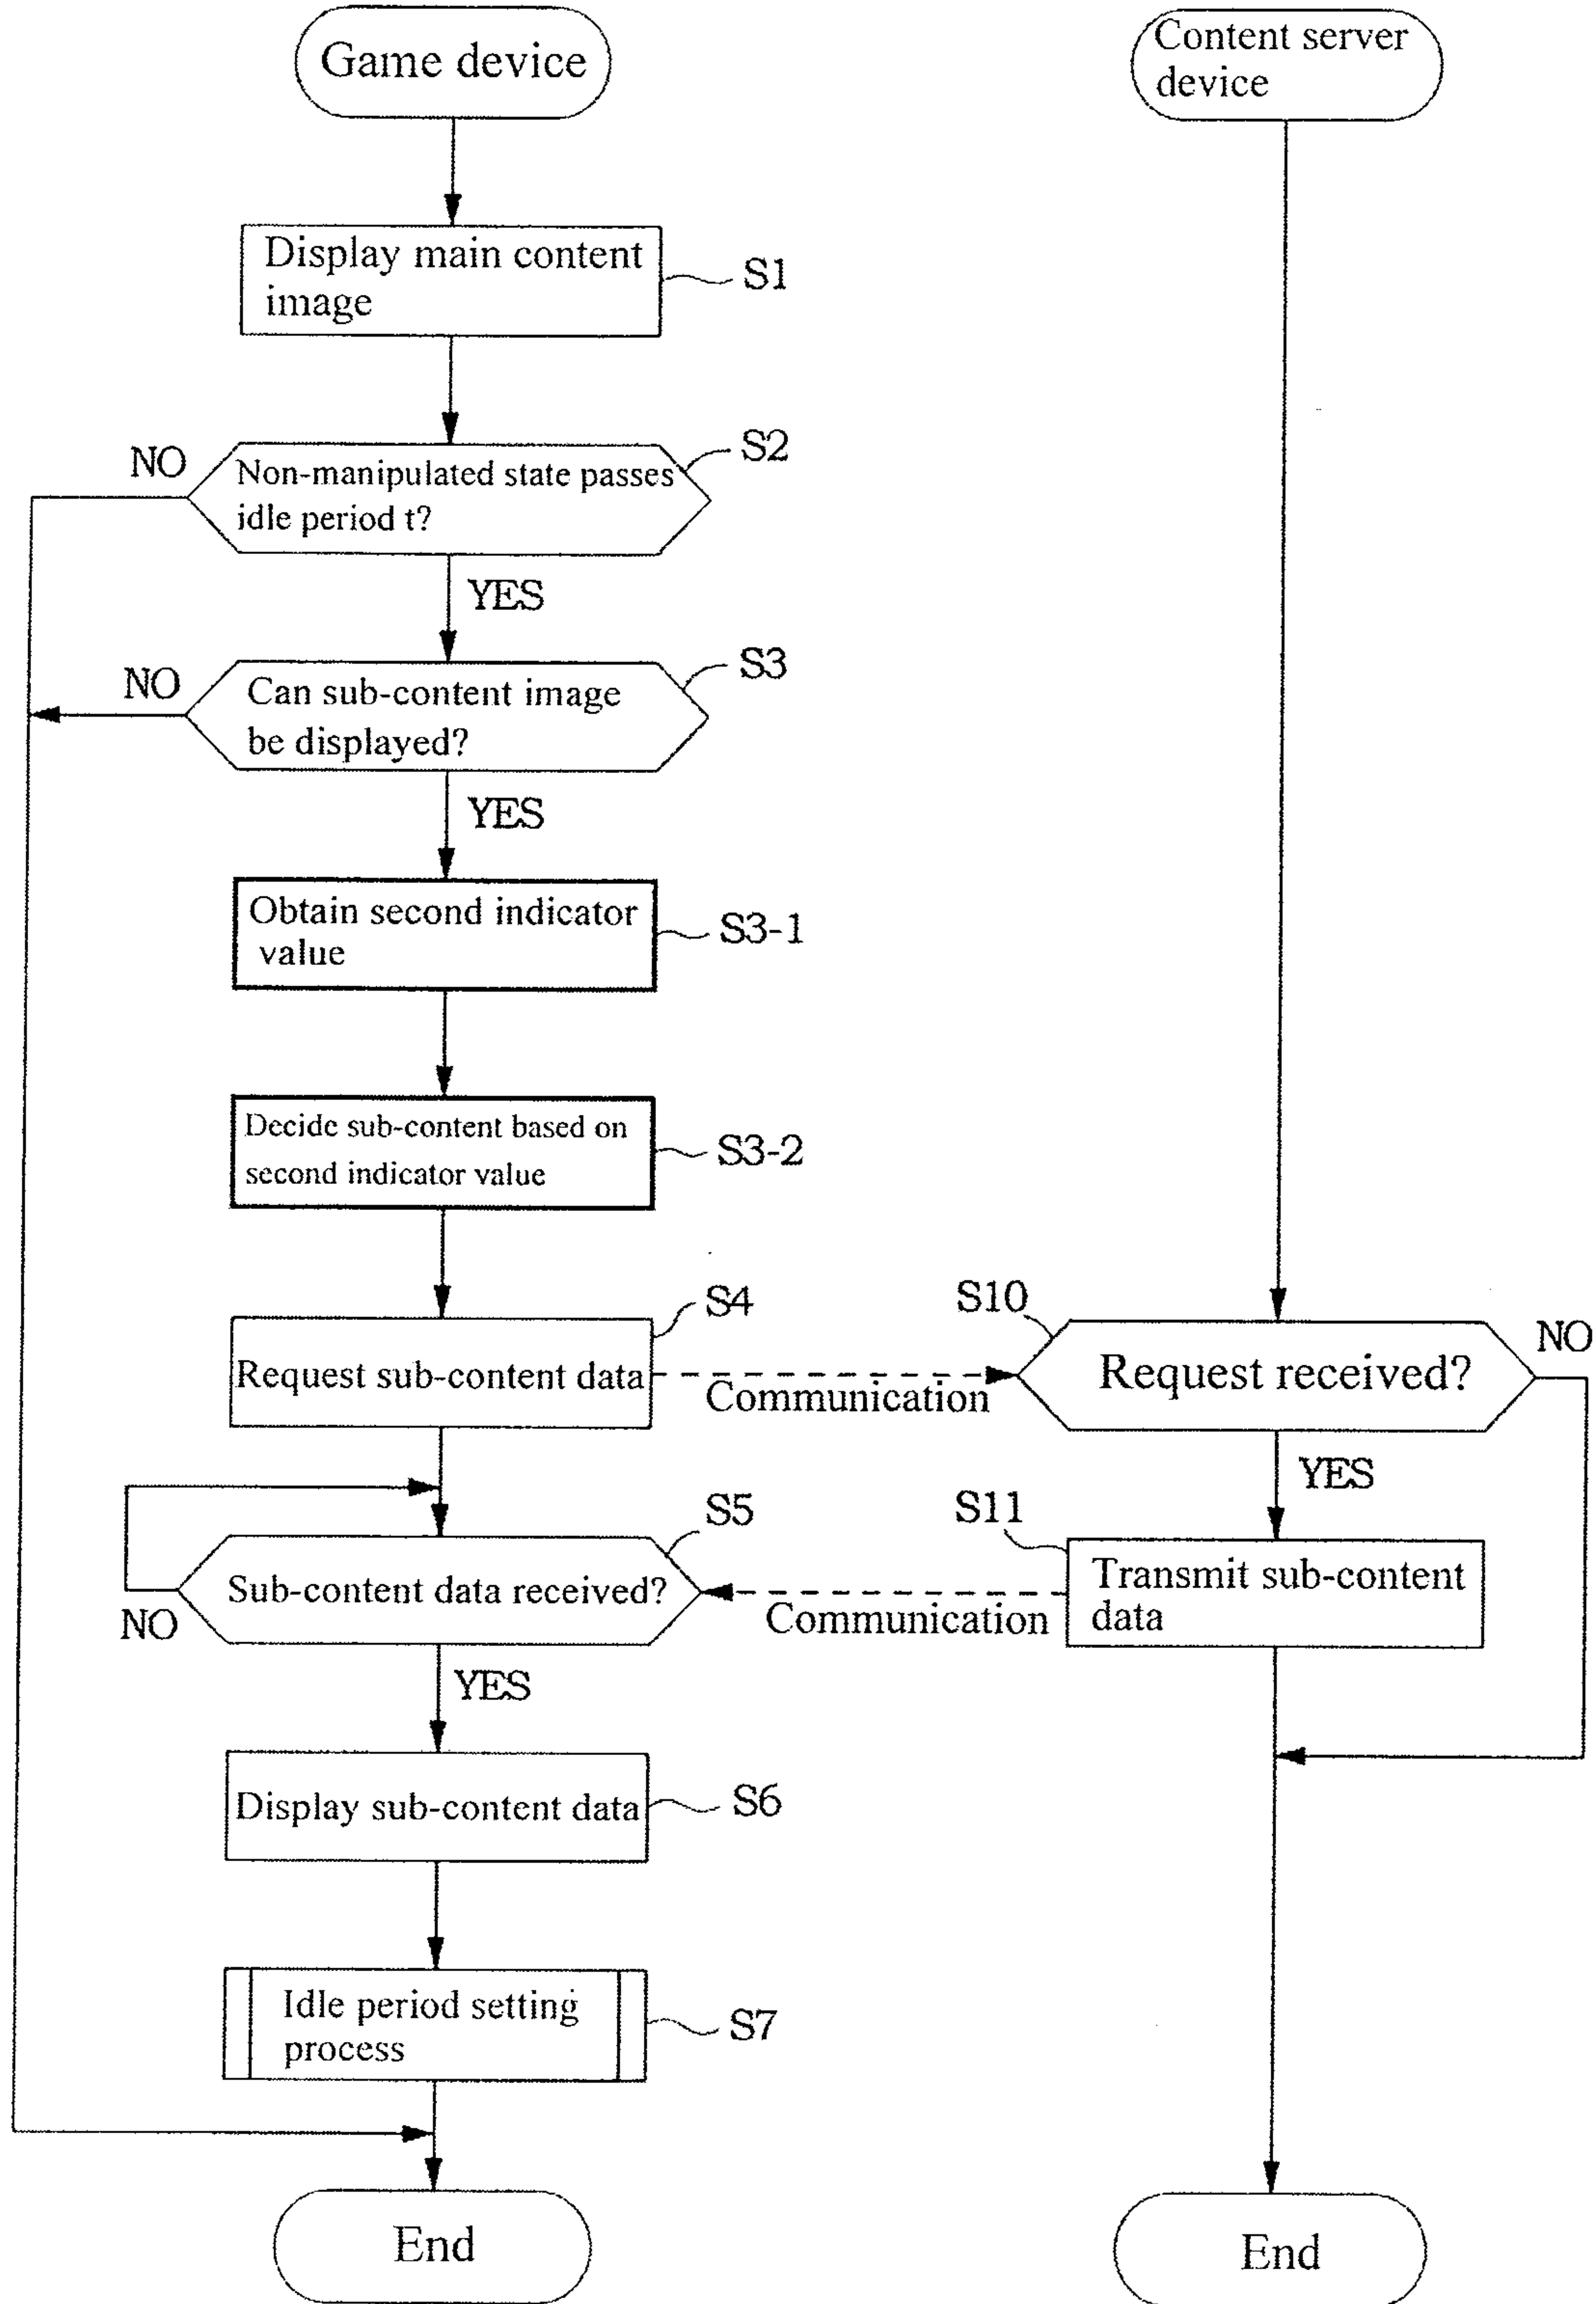 Game device
Content server
device
Display main content
image
S1
NO
S2
Non-manipulated state passes
idle period t?
YES
NO
S3
Can sub-content image
be displayed?
YES
Obtain second indicator
value
S3-1
Decide sub-content based on
second indicator value
S3-2
S4
Request sub-content data
Communication
S10
NO
Request received?
YES
S5
Sub-content data received?
NO
Communication
S11
Transmit sub-content
data
YES
Display sub-content data
S6
Idle period setting
process
S7
End
End